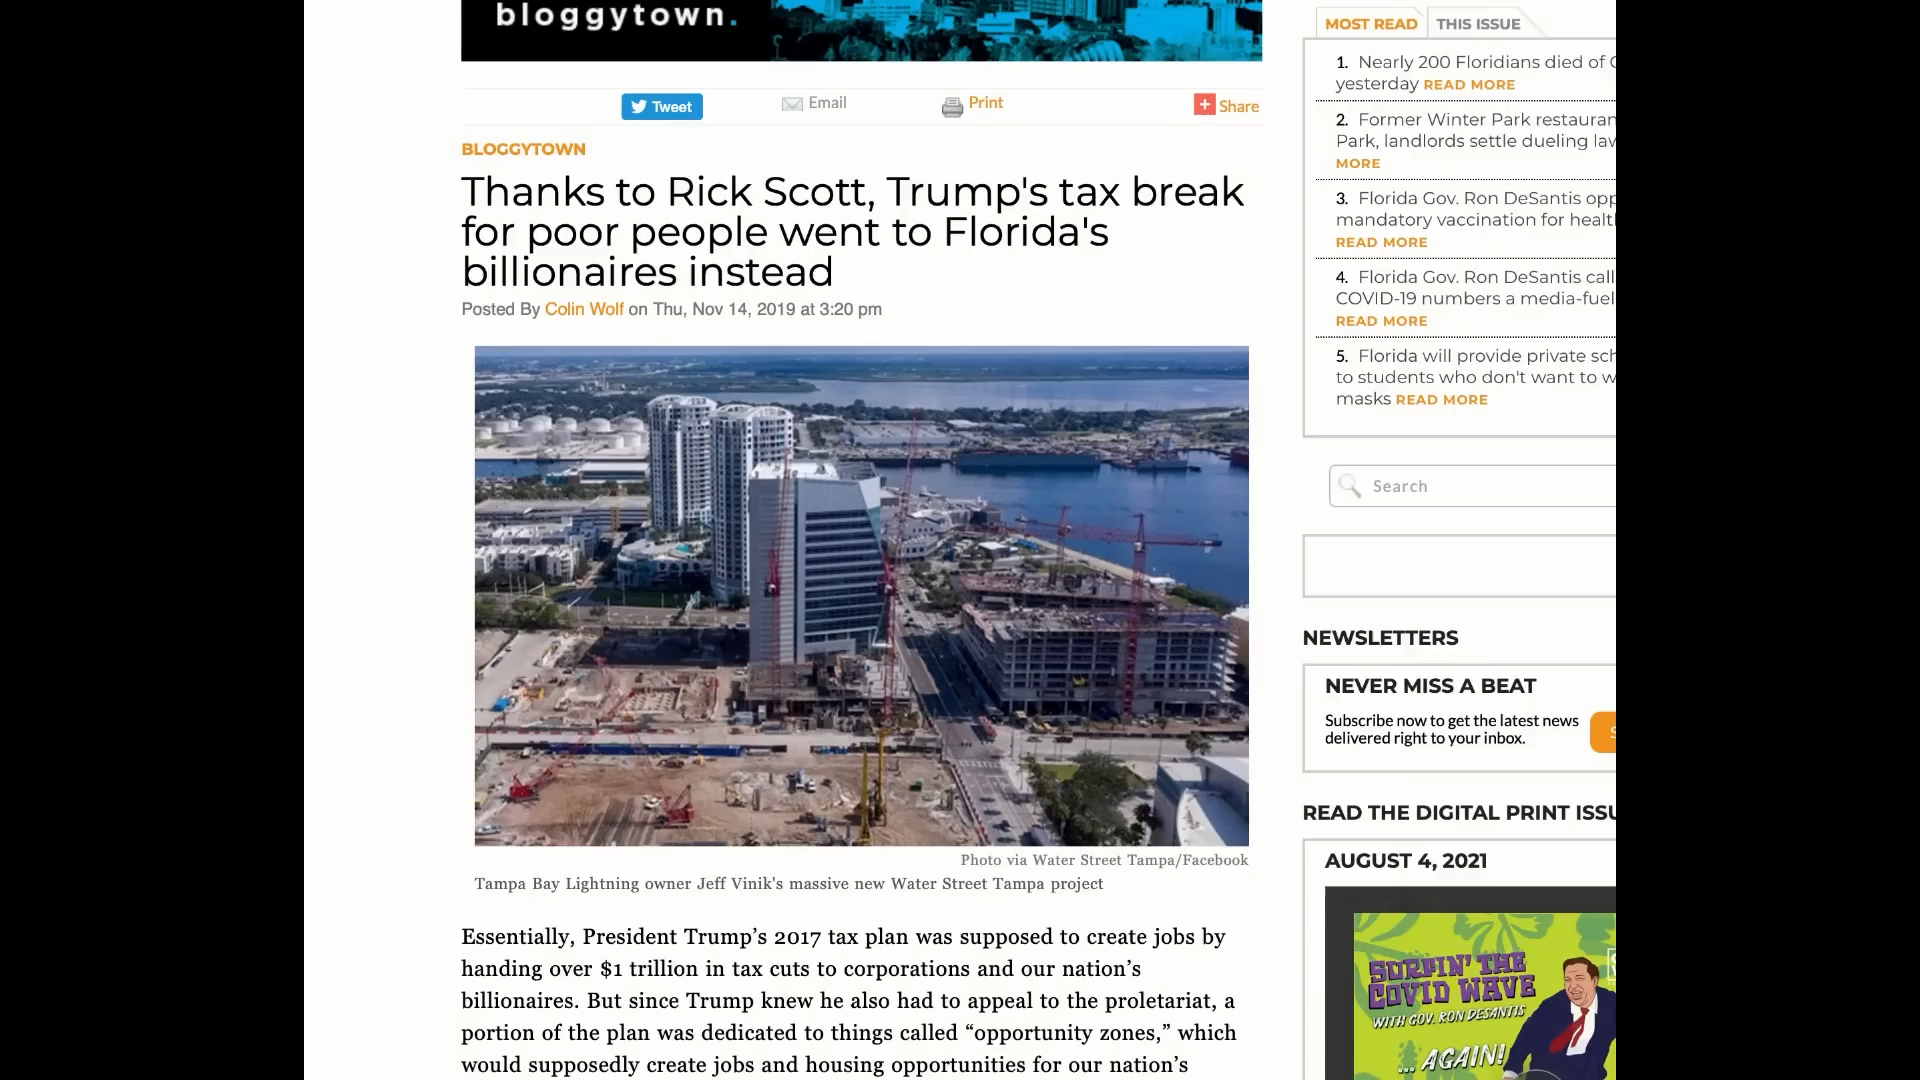 bloggytown.
Tweet
Email
Print
Share
BLOGGYTOWN
Thanks to Rick Scott, Trump's tax break
for poor people went to Florida's
billionaires instead
Posted By Colin Wolf on Thu, Nov 14, 2019 at 3:20 pm
Photo via Water Street Tampa/Facebook
Tampa Bay Lightning owner Jeff Vinik's massive new Water Street Tampa project
Essentially, President Trump’s 2017 tax plan was supposed to create jobs by
handing over $1 trillion in tax cuts to corporations and our nation’s
billionaires. But since Trump knew he also had to appeal to the proletariat, a
portion of the plan was dedicated to things called “opportunity zones,” which
would supposedly create jobs and housing opportunities for our nation’s
MOST READ
THIS ISSUE
1. Nearly 200 Floridians died of
yesterday READ MORE
2. Former Winter Park
Park, landlords settle dueling
MORE
3. Florida Gov. Ron DeSantis
mandatory vaccination for
READ MORE
4. Florida Gov. Ron DeSantis
COVID-19 numbers a
READ MORE
5. Florida will provide private
to students who don't want to
masks READ MORE
Search
NEWSLETTERS
NEVER MISS A BEAT
Subscribe now to get the latest news
delivered right to your inbox.
READ THE DIGITAL PRINT
AUGUST 4, 2021
SURFIN' THE
COVID WAVE
WITH GOV. RON DESANTIS
... AGAIN!